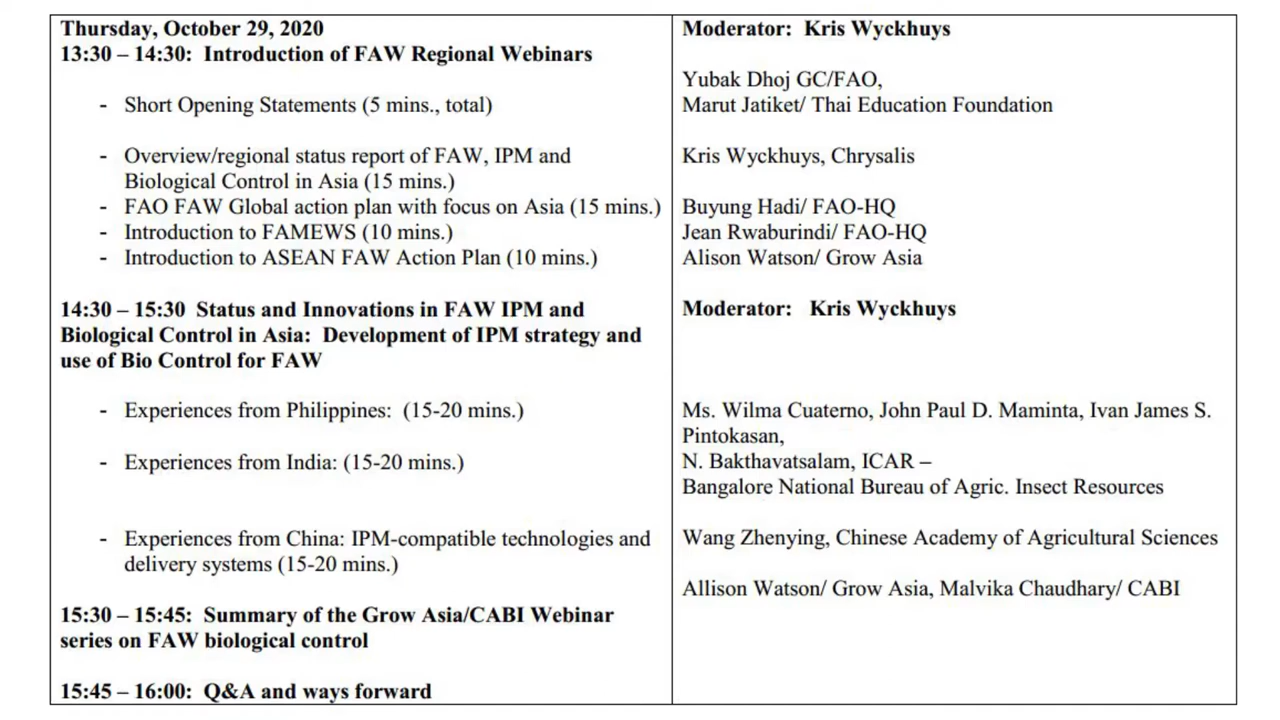 Thursday, October 29, 2020
13:30 – 14:30: Introduction of FAW Regional Webinars
- Short Opening Statements (5 mins., total)
- Overview/regional status report of FAW, IPM and
Biological Control in Asia (15 mins.)
- FAO FAW Global action plan with focus on Asia (15 mins.)
- Introduction to FAMEWS (10 mins.)
- Introduction to ASEAN FAW Action Plan (10 mins.)
14:30 – 15:30 Status and Innovations in FAW IPM and
Biological Control in Asia: Development of IPM strategy and
use of Bio Control for FAW
- Experiences from Philippines: (15-20 mins.)
- Experiences from India: (15-20 mins.)
- Experiences from China: IPM-compatible technologies and
delivery systems (15-20 mins.)
15:30 – 15:45: Summary of the Grow Asia/CABI Webinar
series on FAW biological control
15:45 – 16:00: Q&A and ways forward
Moderator: Kris Wyckhuys
Yubak Dhoj GC/FAO,
Marut Jatiket/ Thai Education Foundation
Kris Wyckhuys, Chrysalis
Buyung Hadi/ FAO-HQ
Jean Rwaburindi/ FAO-HQ
Alison Watson/ Grow Asia
Moderator: Kris Wyckhuys
Ms. Wilma Cuaterno, John Paul D. Maminta, Ivan James S.
Pintokasan,
N. Bakthavatsalam, ICAR –
Bangalore National Bureau of Agric. Insect Resources
Wang Zhenying, Chinese Academy of Agricultural Sciences
Allison Watson/ Grow Asia, Malvika Chaudhary/ CABI